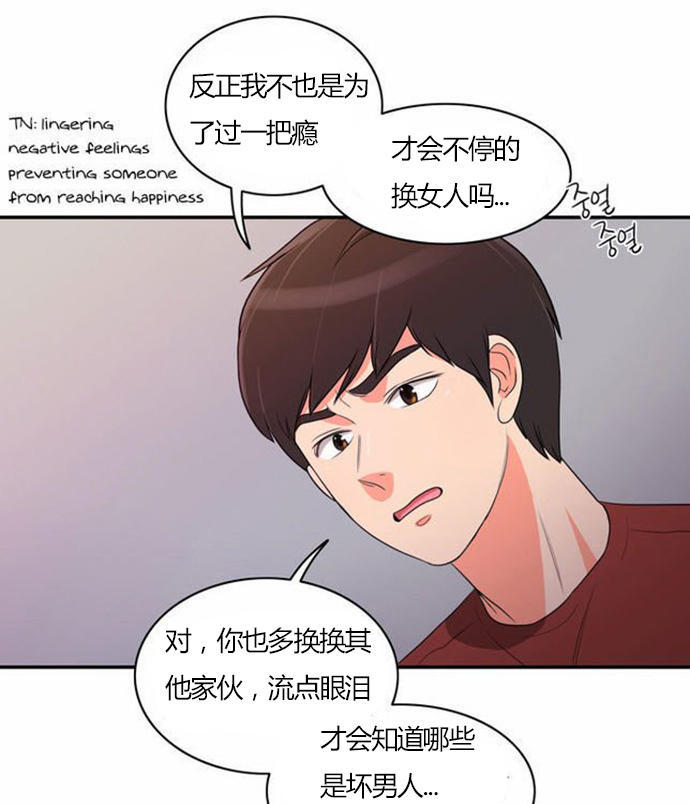 反正我不也是为
了过一把瘾
TN: lingering
negative feelings
preventing someone
from reaching happiness
才会不停的
换女人吗...
중얼
중얼
对，你也多换换其
他家伙，流点眼泪
才会知道哪些
是坏男人...